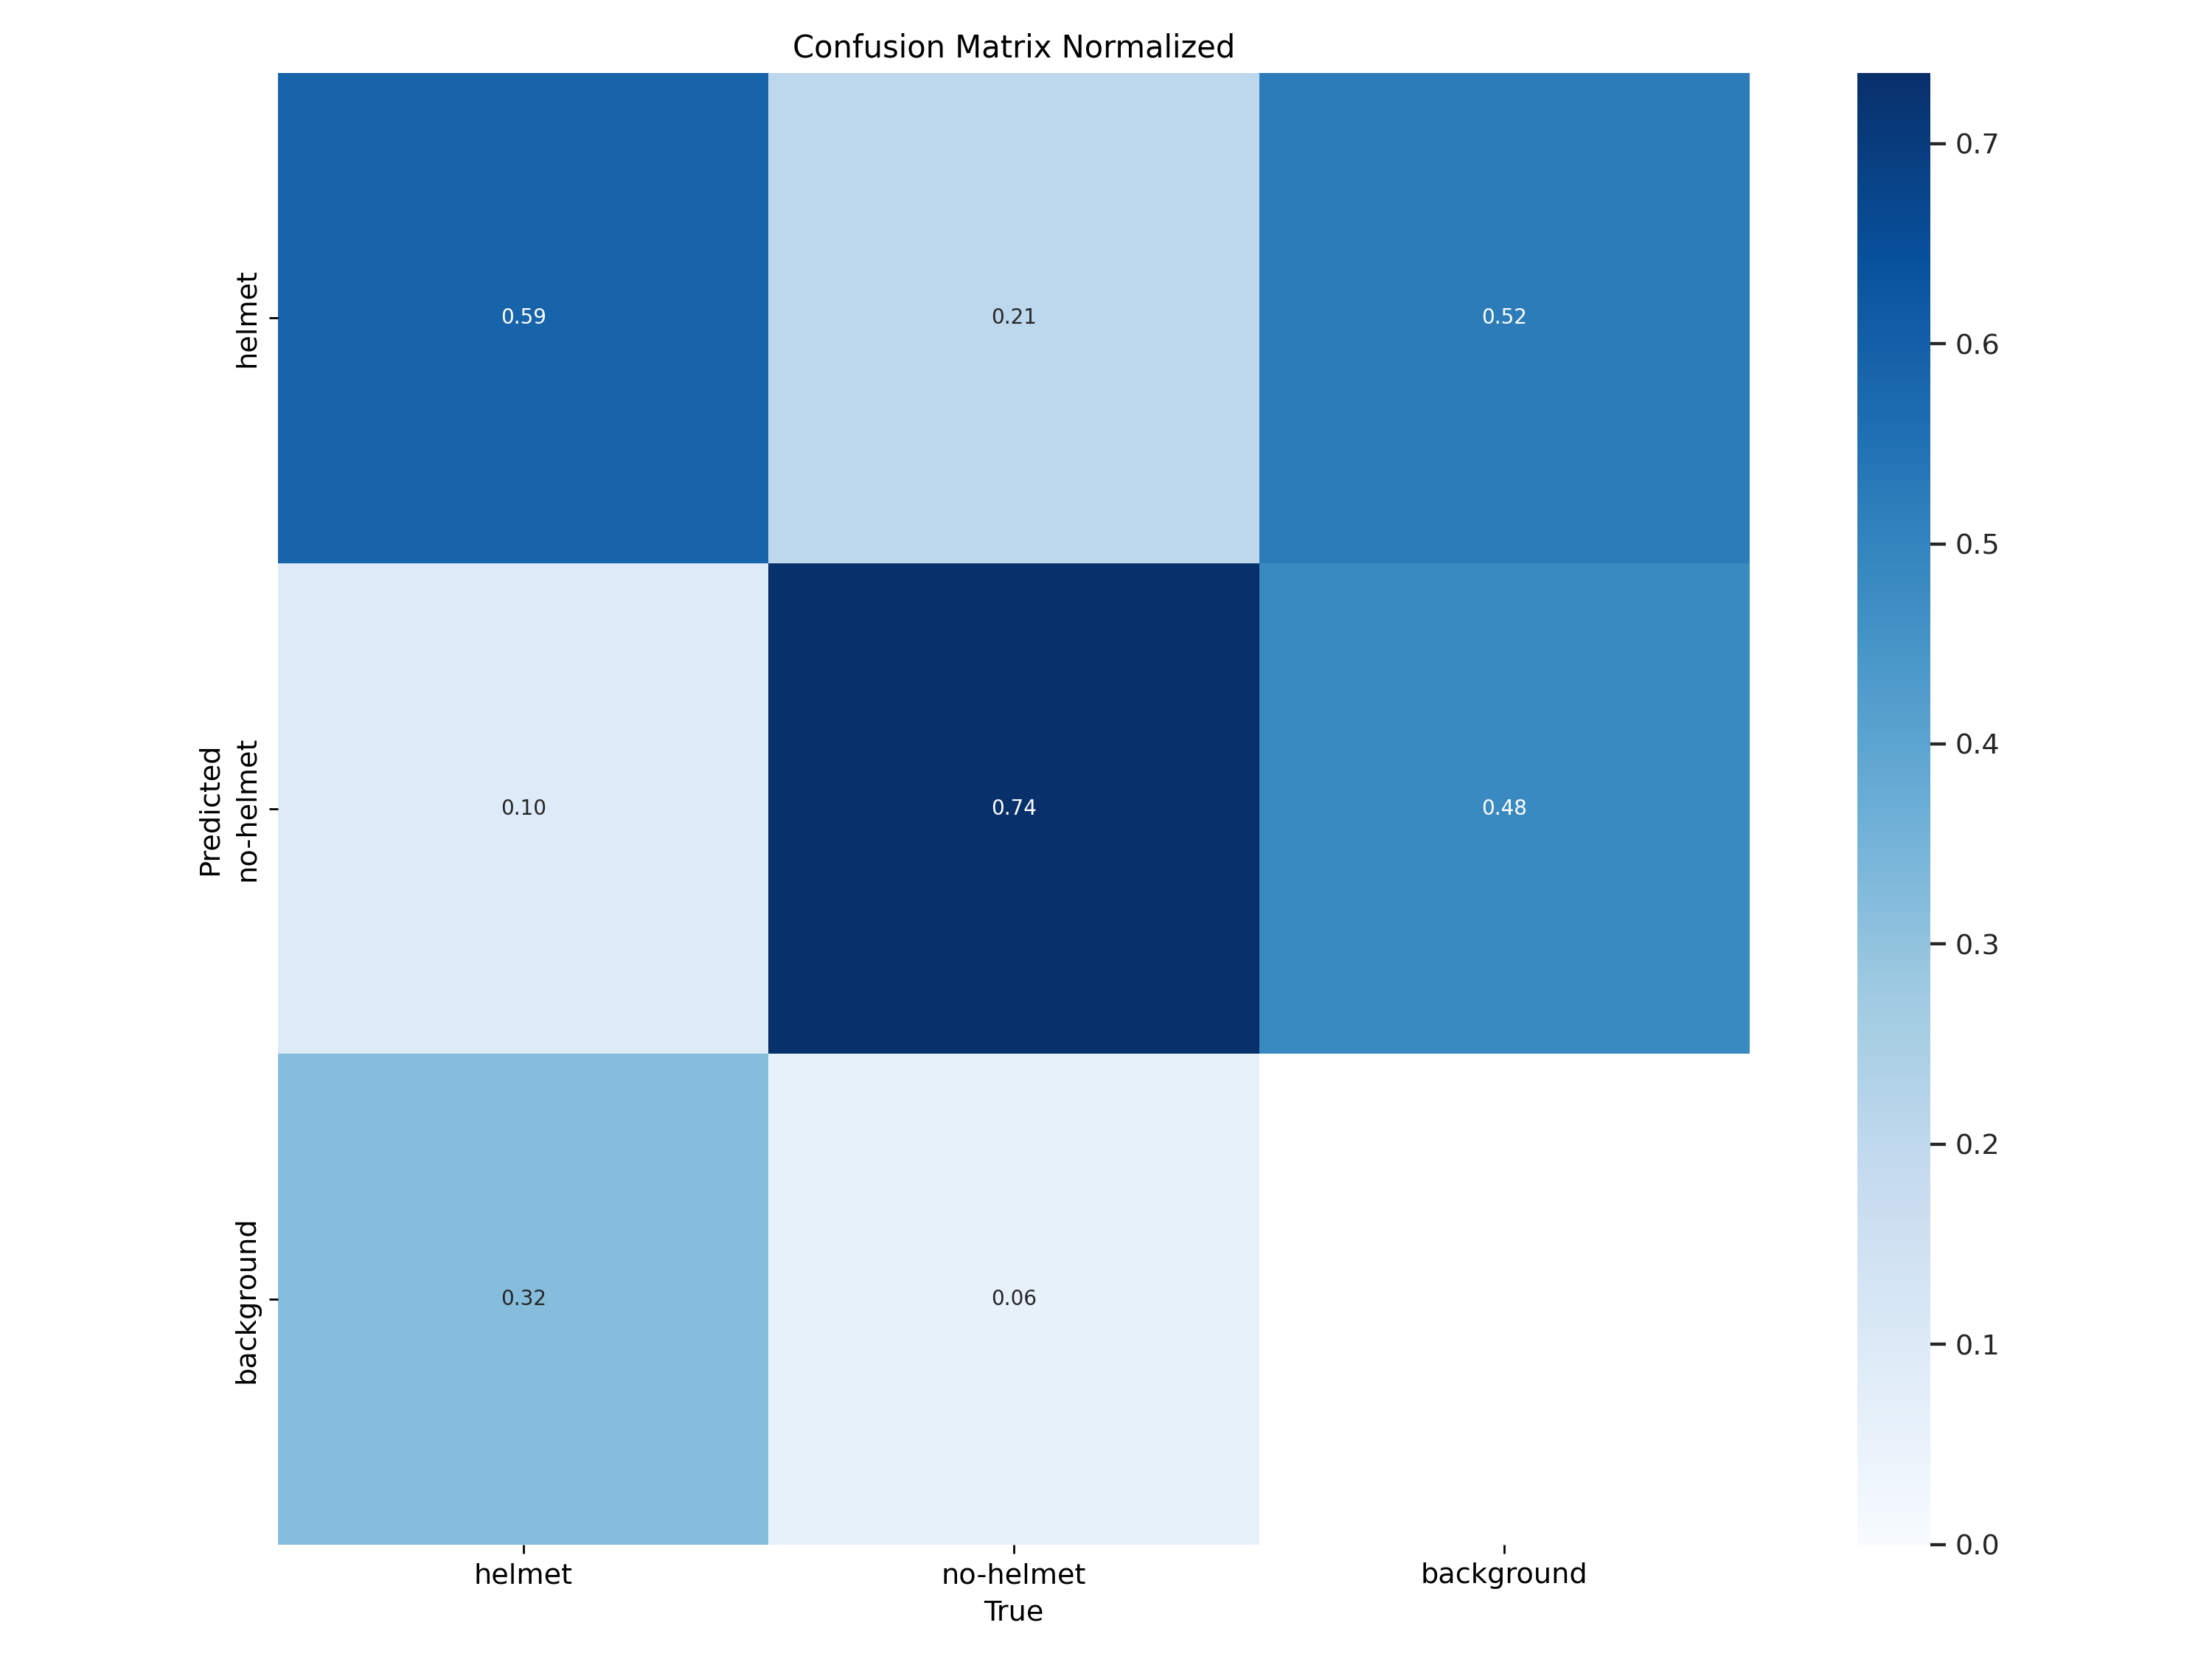 Confusion Matrix Normalized
helmet
0.59
0.21
0.52
Predicted
no-helmet
0.10
0.74
0.48
background
0.32
0.06
helmet
no-helmet
background
True
0.7
0.6
0.5
0.4
0.3
0.2
0.1
0.0